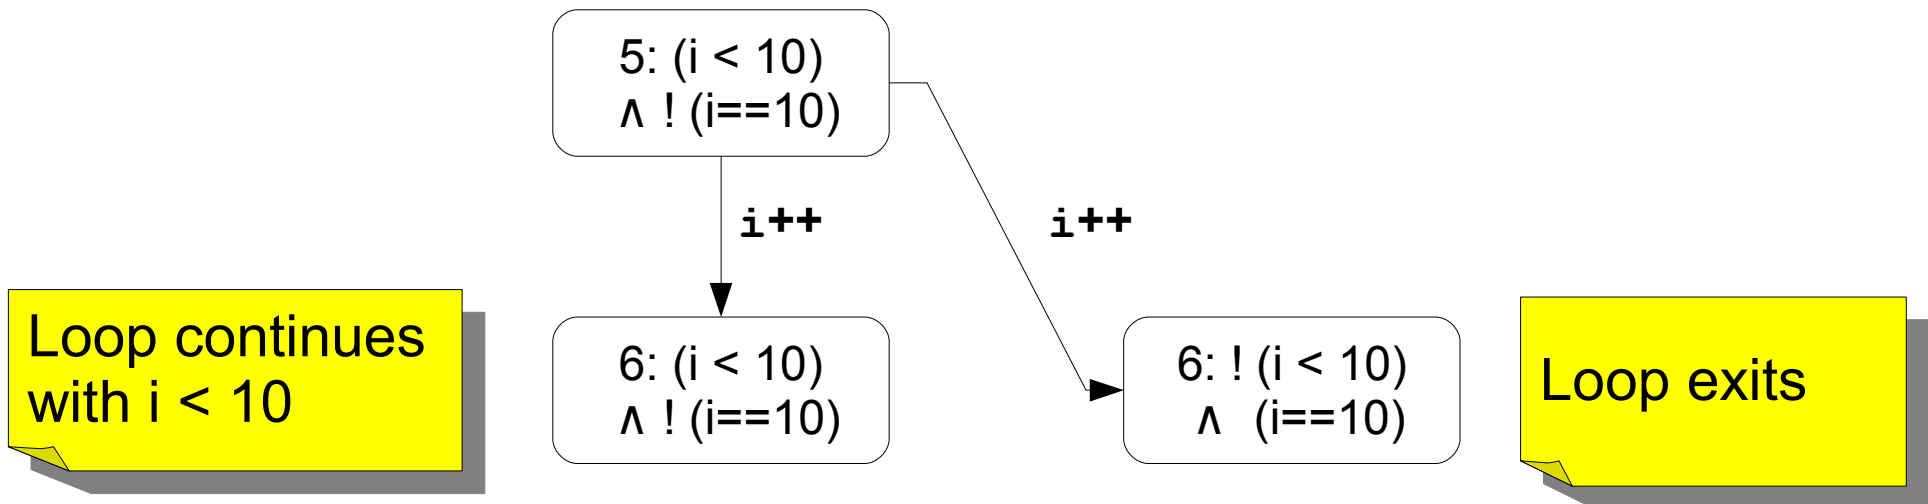 5: (i < 10)
∧ ! (i==10)
i++
i++
Loop continues
with i < 10
6: (i < 10)
∧ ! (i==10)
6: ! (i < 10)
∧ (i==10)
Loop exits